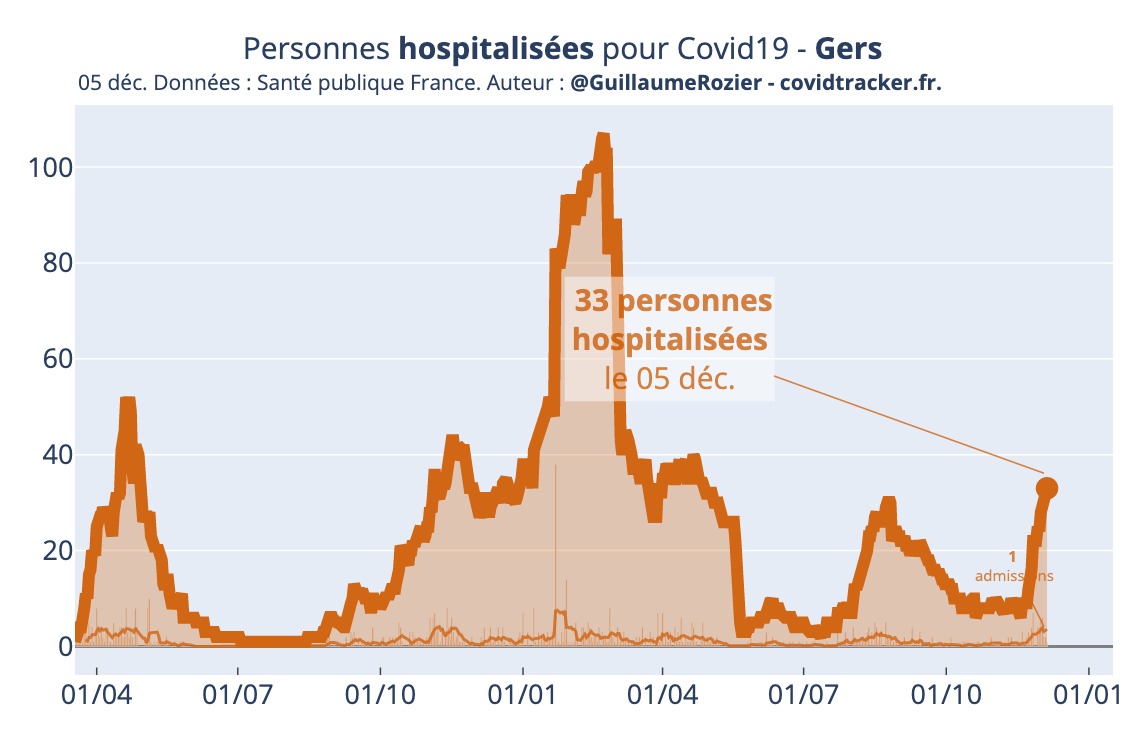 Personnes hospitalisées pour Covid19 - Gers
05 déc. Données : Santé publique France. Auteur : @GuillaumeRozier - covidtracker.fr.
100
80
60
40
20
0
33 personnes
hospitalisées
le 05 déc.
1
admissions
01/04 01/07 01/10 01/01 01/04 01/07 01/10 01/01